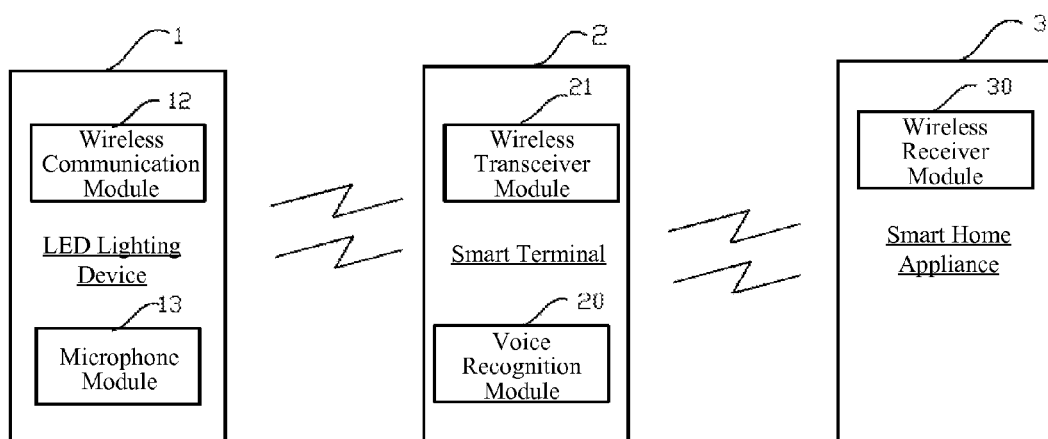 1
12
Wireless
Communication
Module
LED Lighting
Device
13
Microphone
Module
2
21
Wireless
Transceiver
Module
Smart Terminal
20
Voice
Recognition
Module
3
30
Wireless
Receiver
Module
Smart Home
Appliance